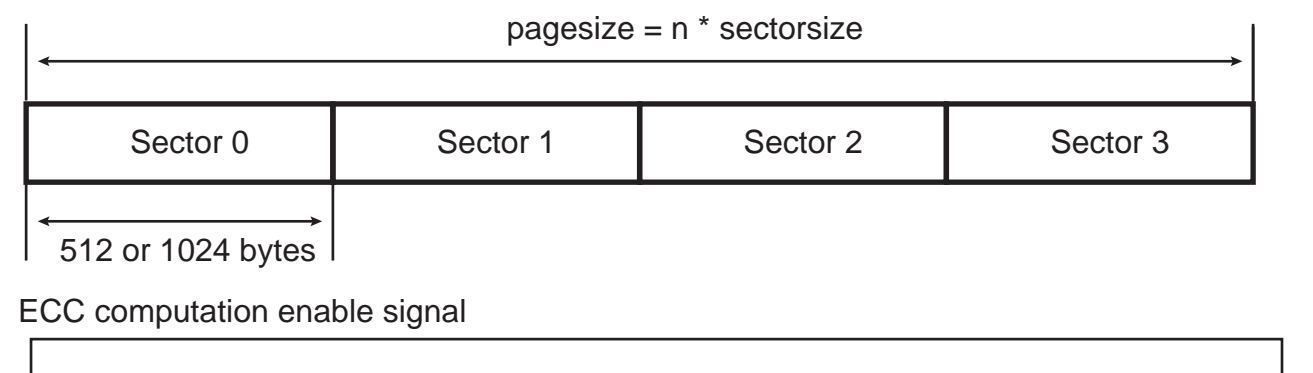 pagesize = n * sectorsize
Sector 0 Sector 1 Sector 2 Sector 3
512 or 1024 bytes
ECC computation enable signal